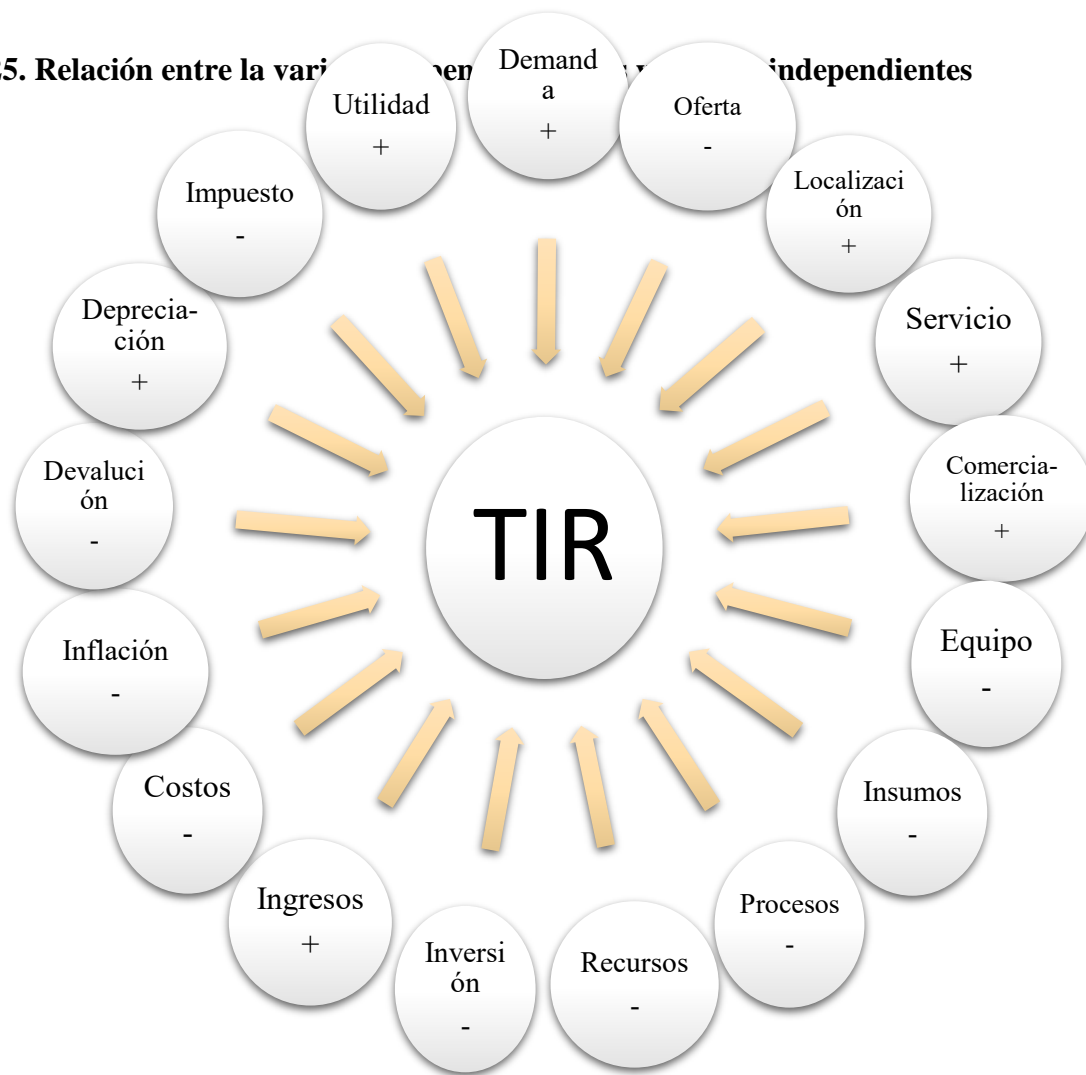 25. Relación entre la vari independientes
Demand
a
+
Oferta
-
Localizaci
ón
+
Servicio
+
Comercia-
lización
+
Equipo
-
Insumos
-
Procesos
-
Recursos
-
Inversi
ón
-
Ingresos
+
Costos
-
Inflación
-
Devaluci
ón
-
Deprecia-
ción
+
Impuesto
-
Utilidad
+
TIR